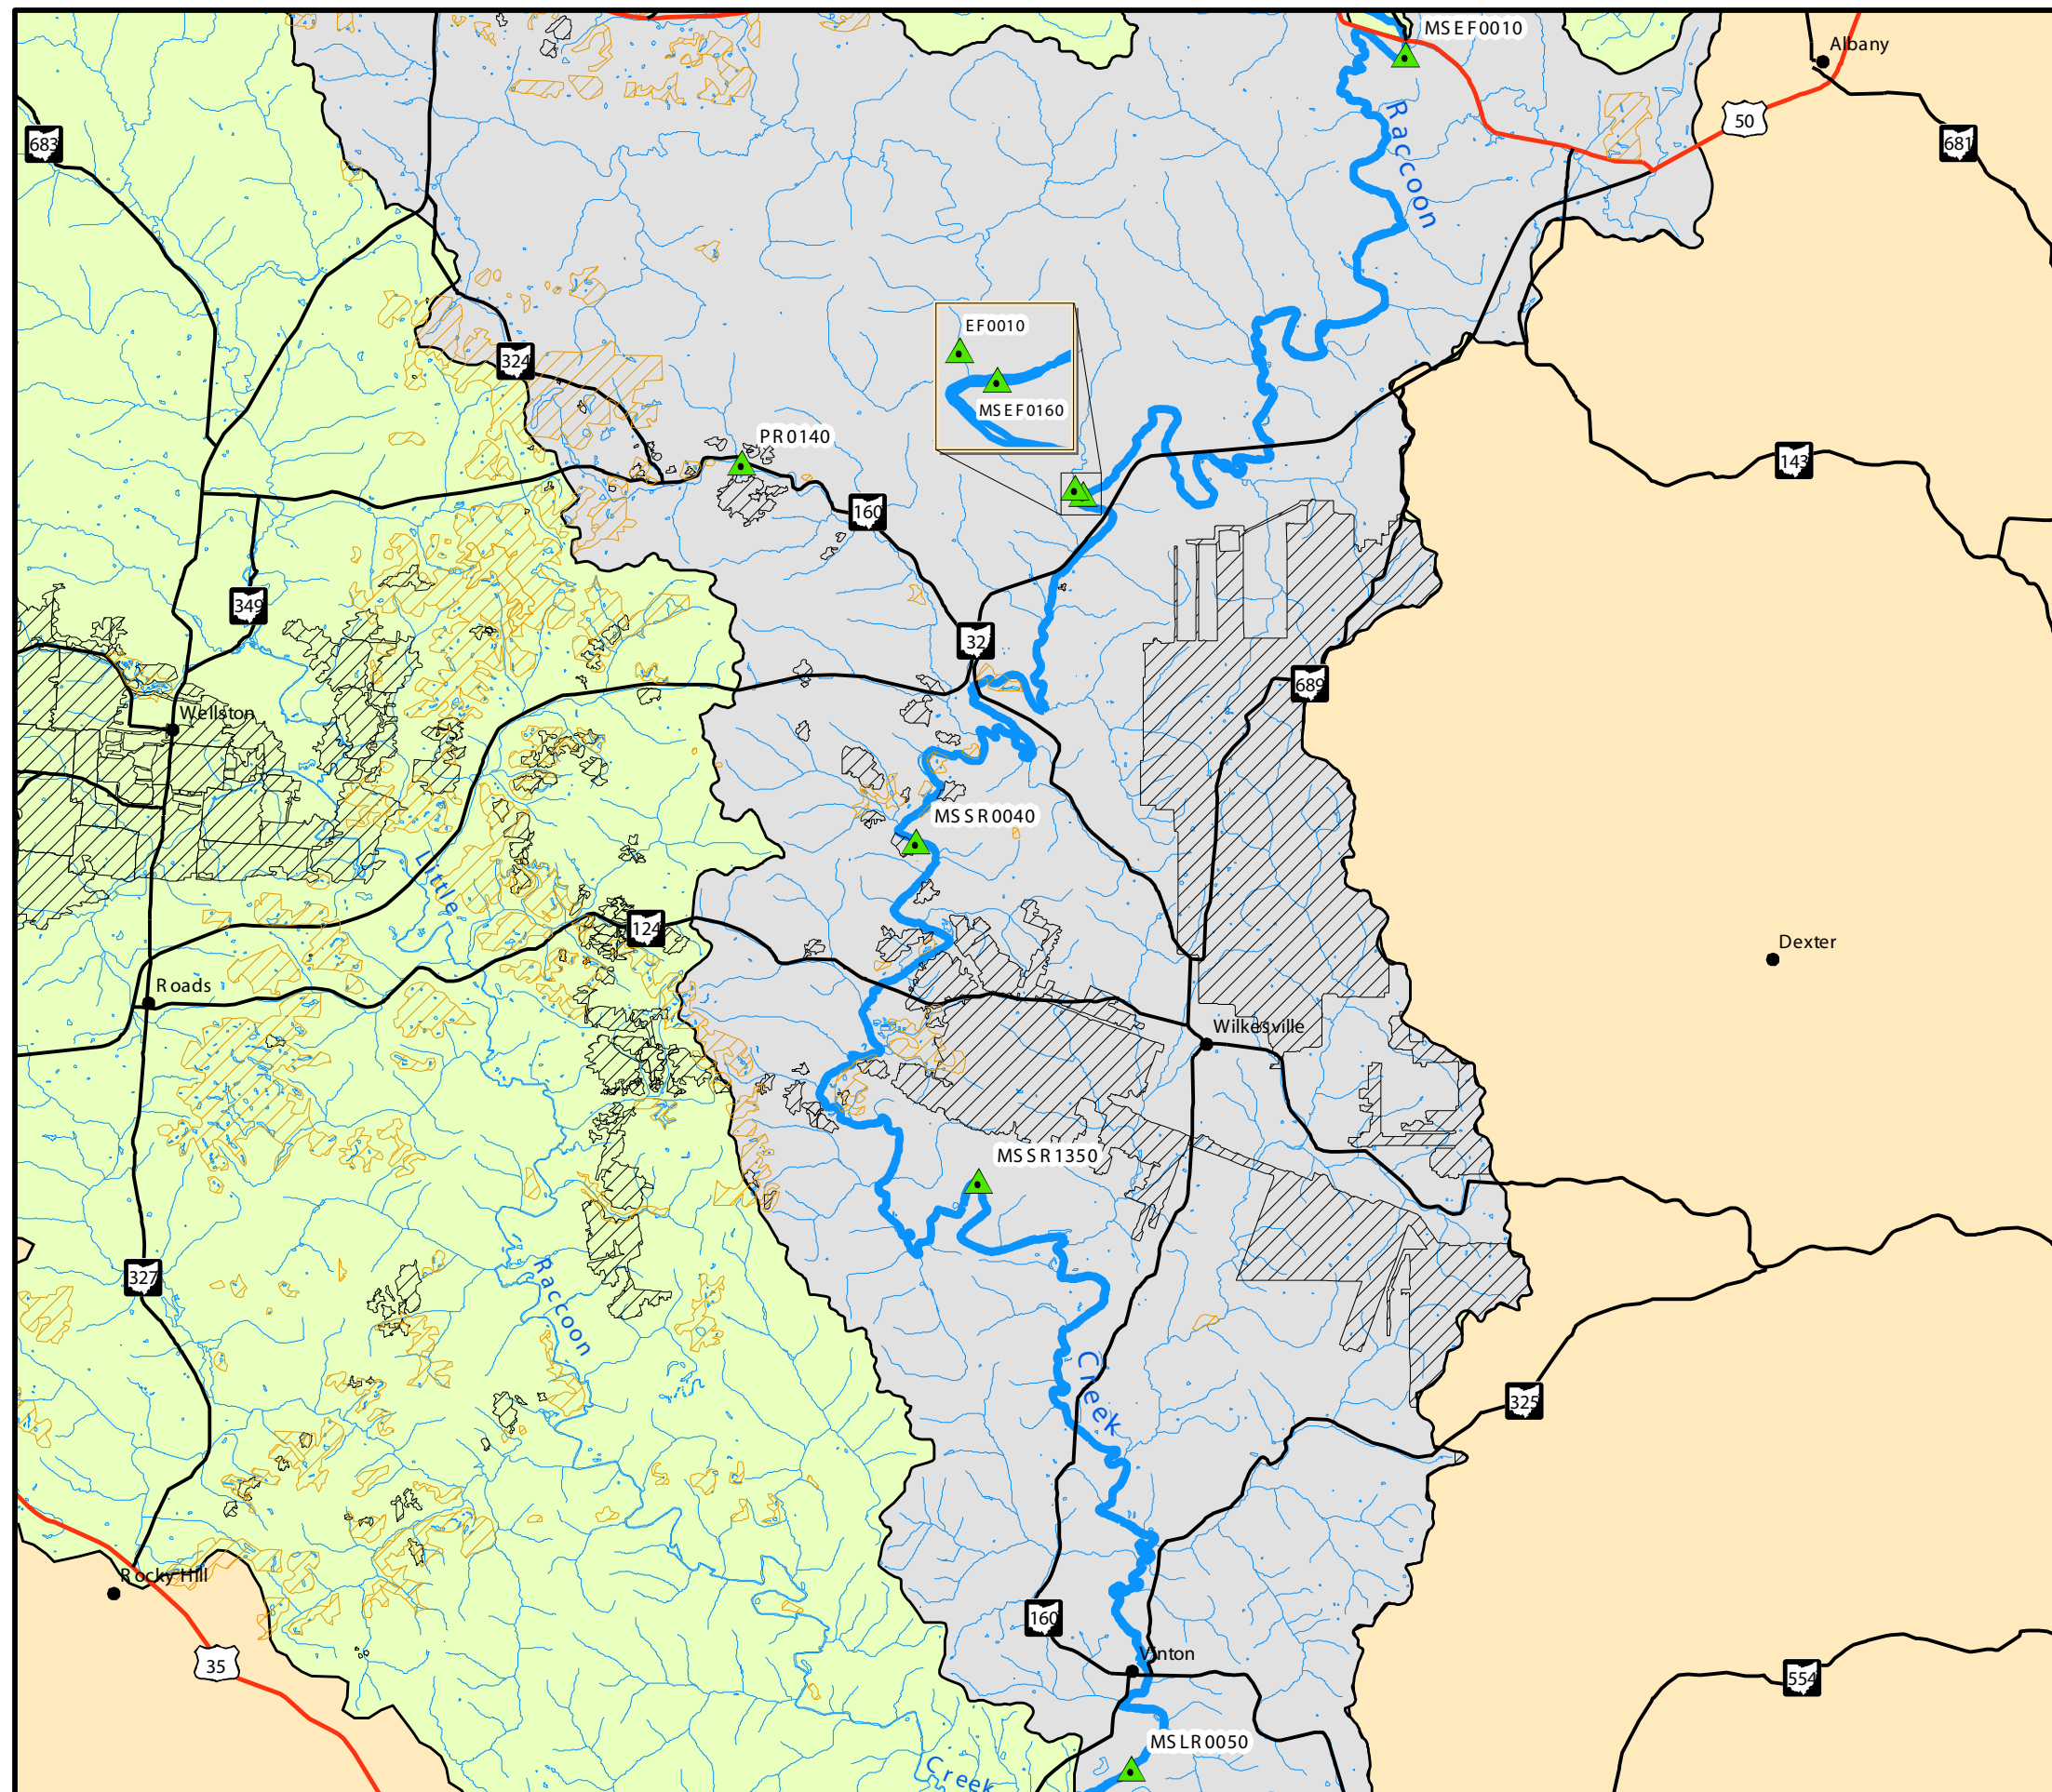 MSEF0010
Albany
50
683
681
Raccoon
EF0010
324
MSEF0160
PR0140
143
160
349
32
689
Wellston
MSSR0040
Little
124
Dexter
Roads
Wilkesville
MSSR1350
327
Raccoon
Creek
325
Rocky Hill
160
35
Vinton
554
MSLR0050
Creek